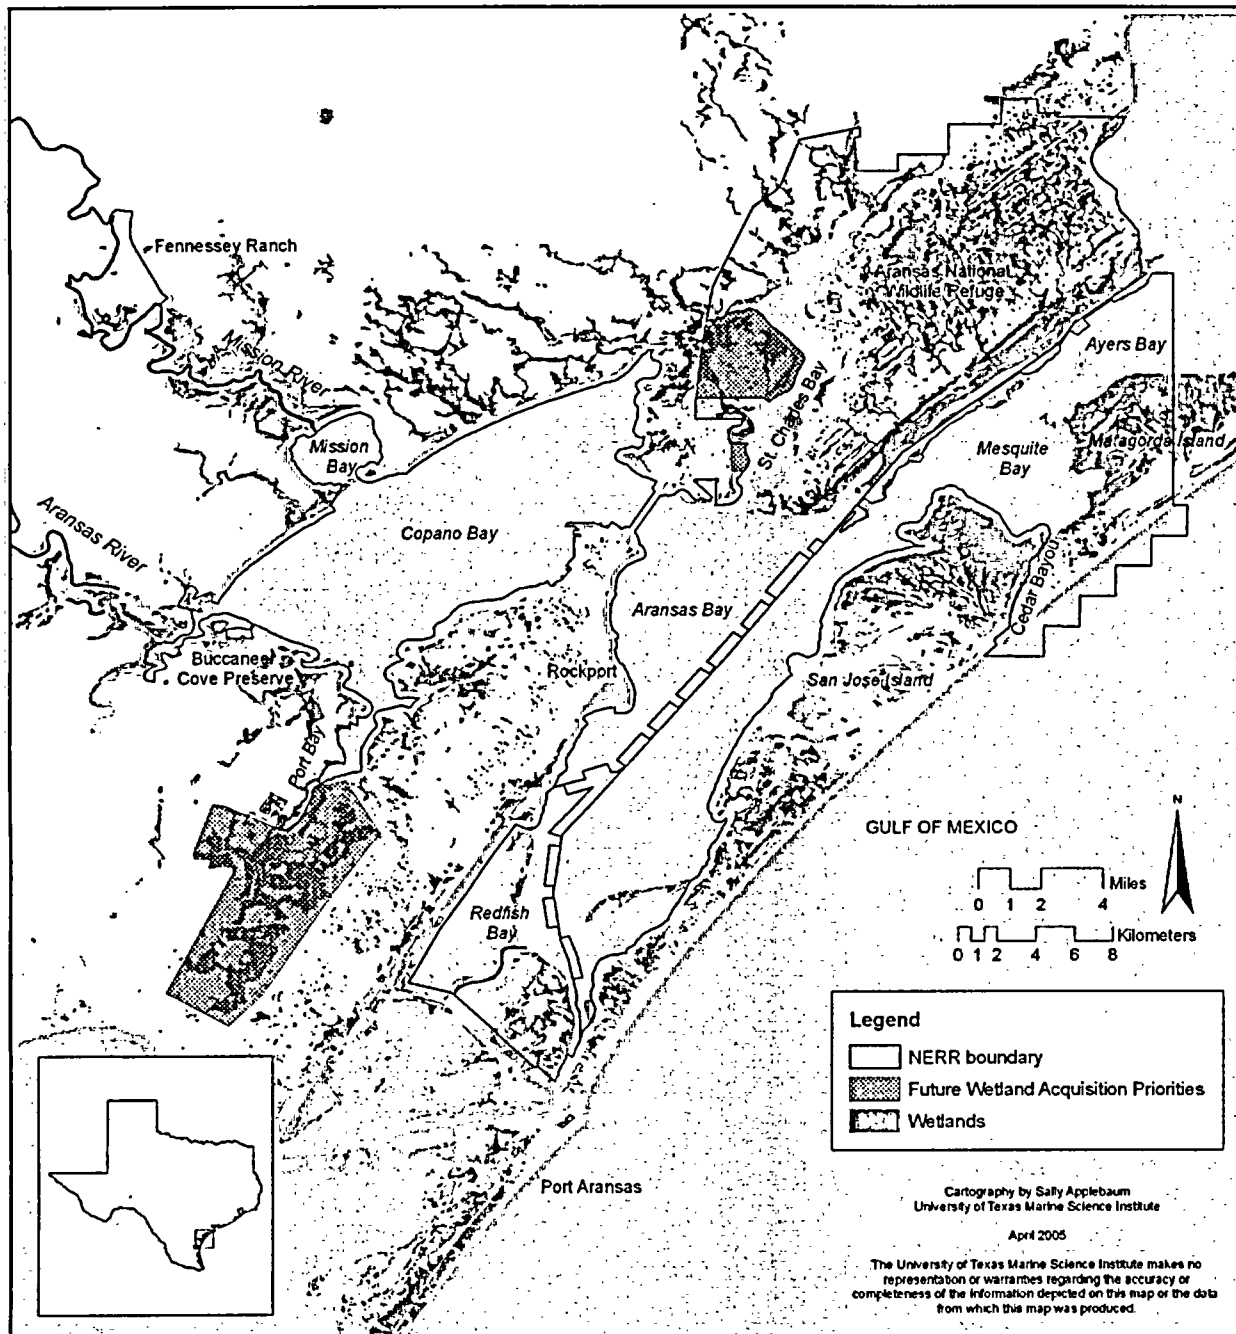 Fennessey Ranch
Aransas National
Wildlife Refuge
Mission River
Ayers Bay
St. Charles Bay
Mission
Bay
Mesquite
Bay
Matagorda Island
Aransas River
Copano Bay
Cedar Bayou
Aransas Bay
Buccaneer
Cove Preserve
Rockport
San Jose Island
Port Bay
N
GULF OF MEXICO
Miles
0 1 2 4
Kilometers
0 1 2 4 6 8
Redfish
Bay
Legend
NERR boundary
Future Wetland Acquisition Priorities
Wetlands
Port Aransas
Cartography by Sally Applebaum
University of Texas Marine Science Institute
April 2005
The University of Texas Marine Science Institute makes no
representation or warranties regarding the accuracy or
completeness of the information depicted on this map or the data
from which this map was produced.